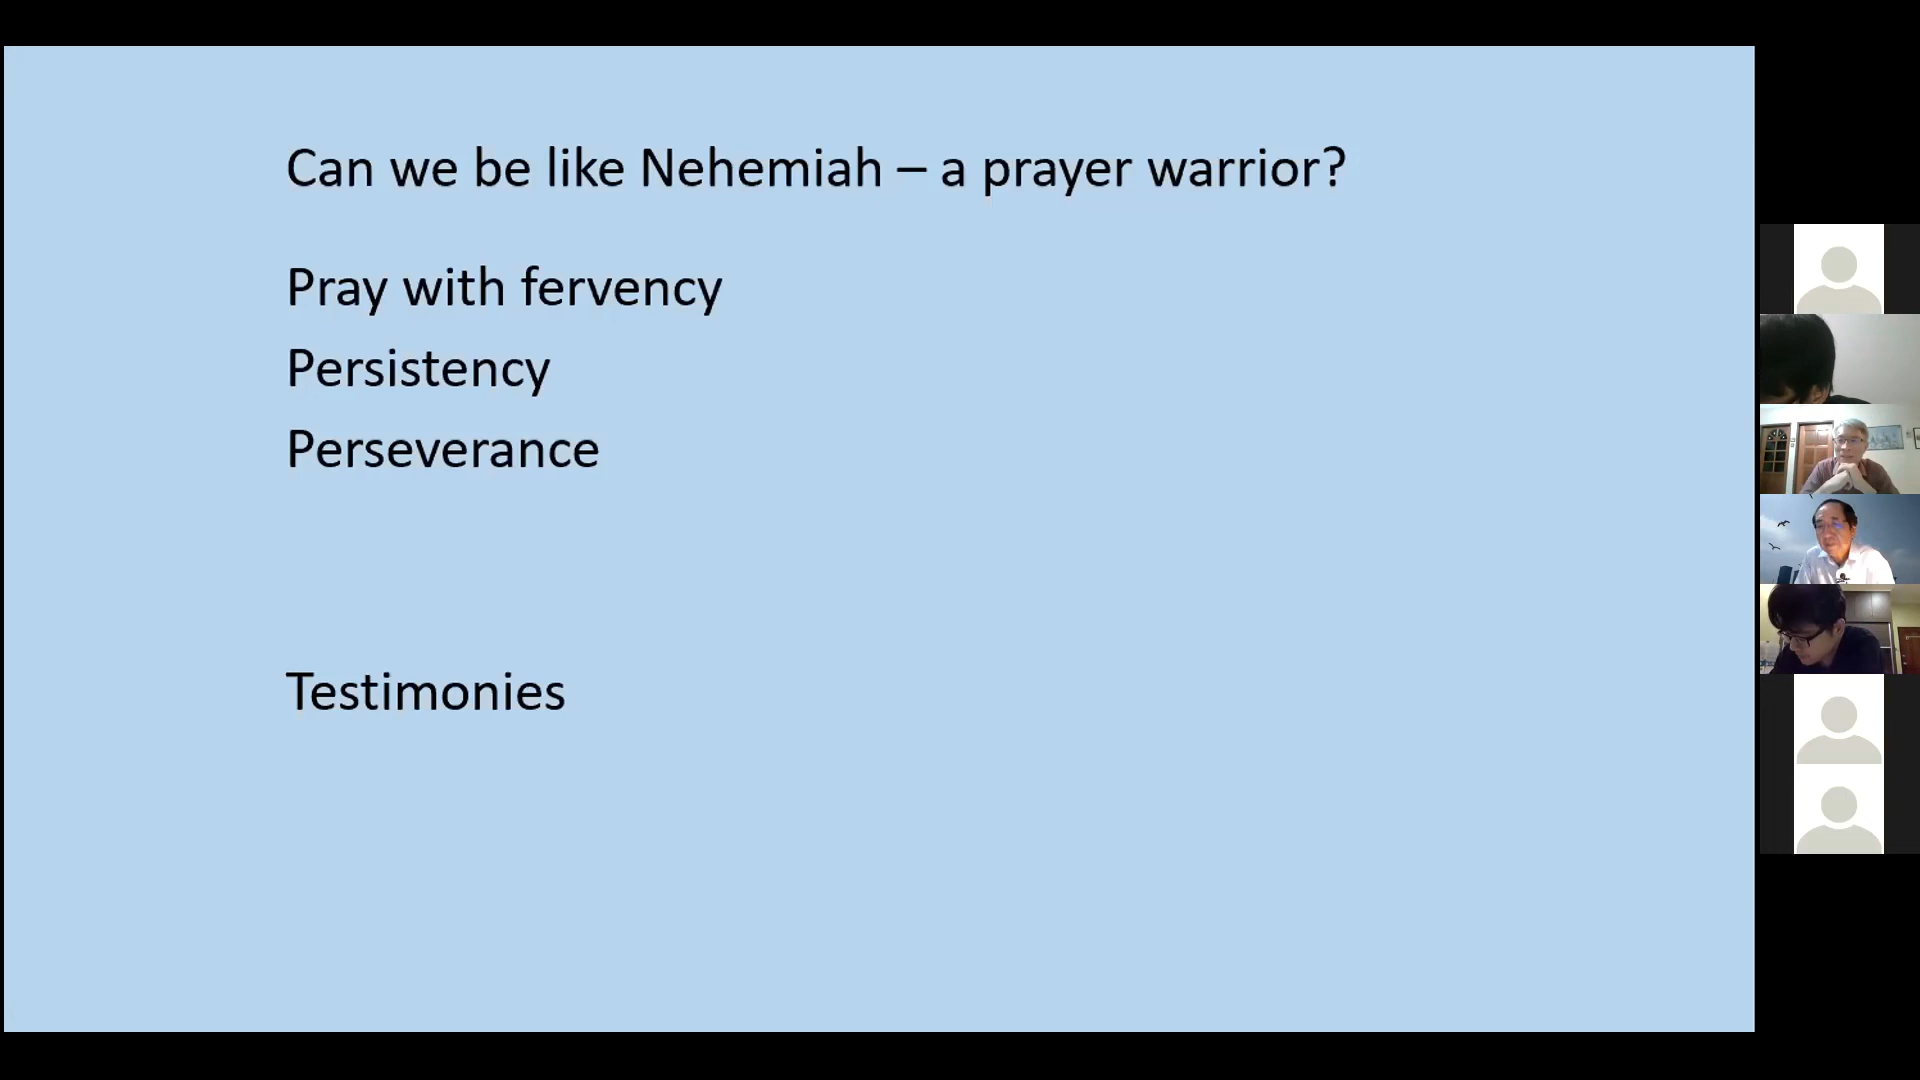 Can we be like Nehemiah – a prayer warrior?
Pray with fervency
Persistency
Perseverance
Testimonies